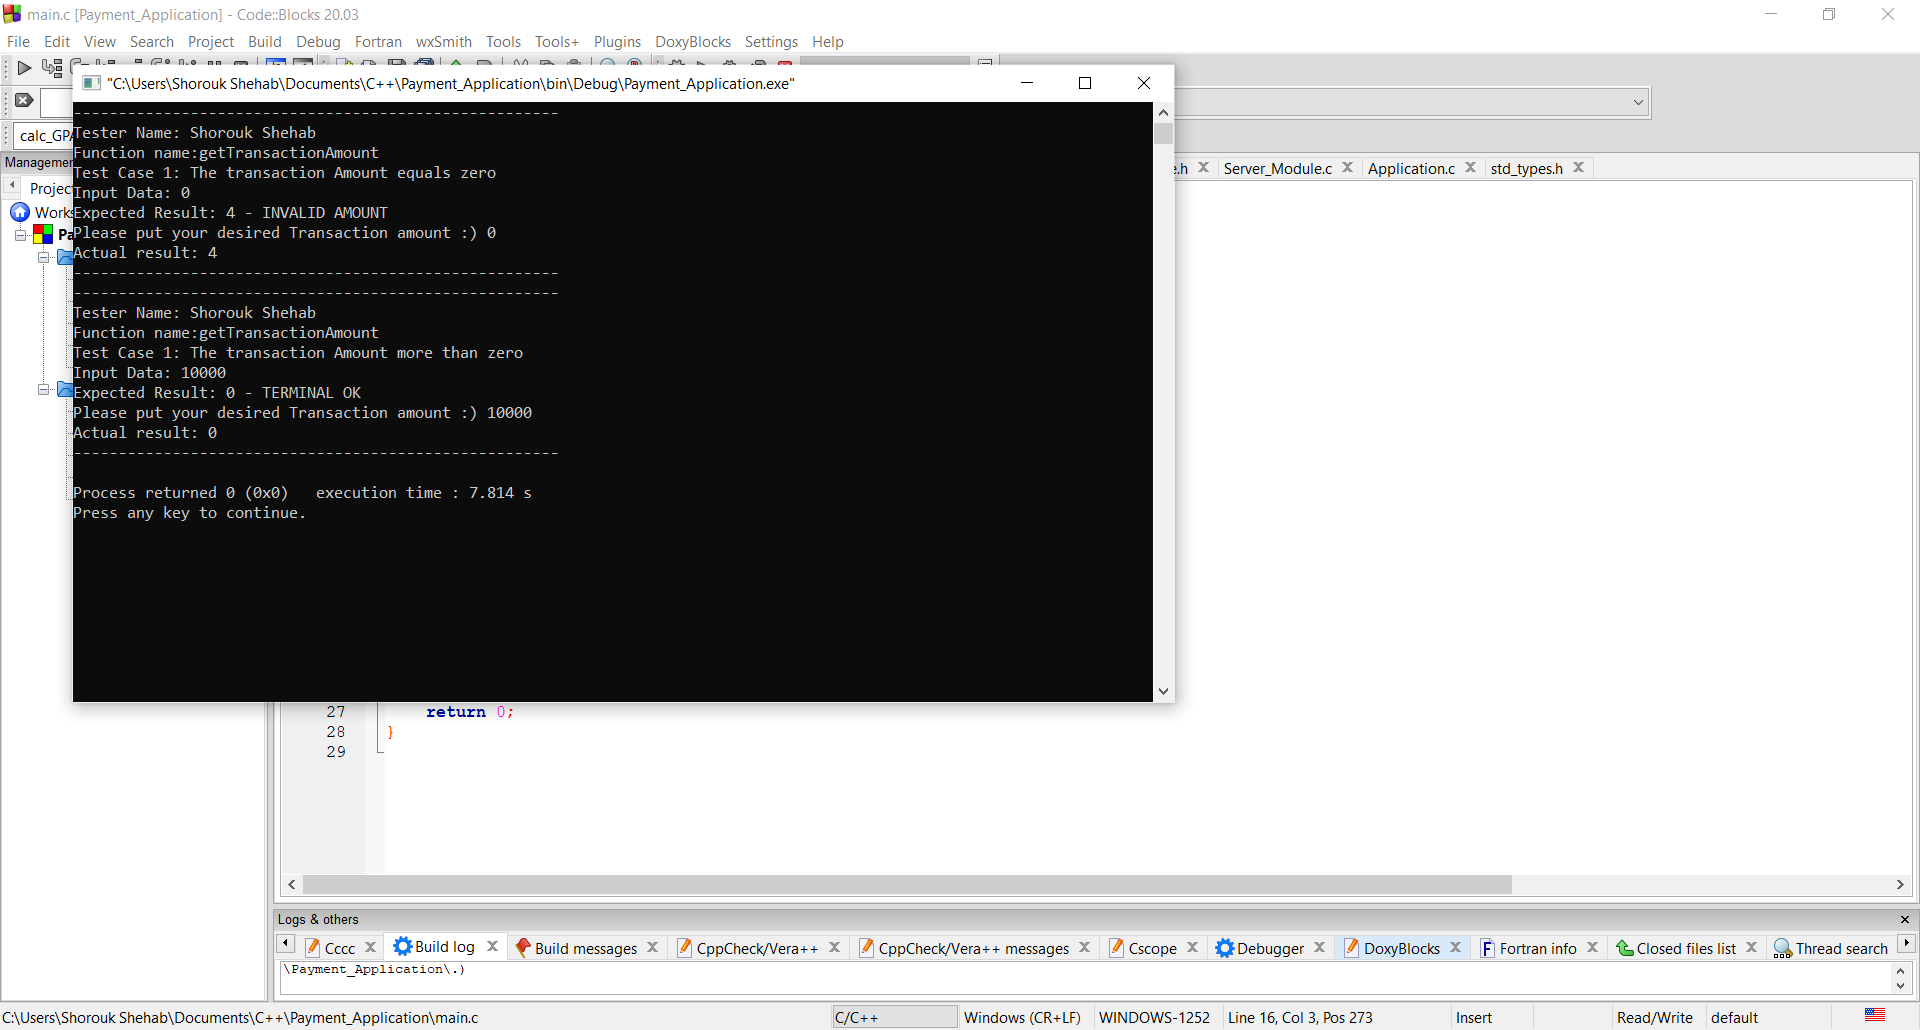 main.c [Payment_Application] - Code::Blocks 20.03
File Edit View Search Project Build Debug Fortran wxSmith Tools Tools+ Plugins DoxyBlocks Settings Help
"C:\Users\Shorouk Shehab\Documents\C++\Payment_Application\bin\Debug\Payment_Application.exe"
------------------------------------------------------
Tester Name: Shorouk Shehab
Function name:getTransactionAmount
Test Case 1: The transaction Amount equals zero
Input Data: 0
Expected Result: 4 - INVALID AMOUNT
Please put your desired Transaction amount :) 0
Actual result: 4
------------------------------------------------------
------------------------------------------------------
Tester Name: Shorouk Shehab
Function name:getTransactionAmount
Test Case 1: The transaction Amount more than zero
Input Data: 10000
Expected Result: 0 - TERMINAL OK
Please put your desired Transaction amount :) 10000
Actual result: 0
------------------------------------------------------
Process returned 0 (0x0)   execution time : 7.814 s
Press any key to continue.
calc_GPA
Managemen
Projec
Works
Pa
.h Server_Module.c Application.c std_types.h
27 return 0;
28 }
29
Logs & others
Cccc Build log Build messages CppCheck/Vera++ CppCheck/Vera++ messages Cscope Debugger DoxyBlocks Fortran info Closed files list Thread search
\Payment_Application\.)
C:\Users\Shorouk Shehab\Documents\C++\Payment_Application\main.c C/C++ Windows (CR+LF) WINDOWS-1252 Line 16, Col 3, Pos 273 Insert Read/Write default